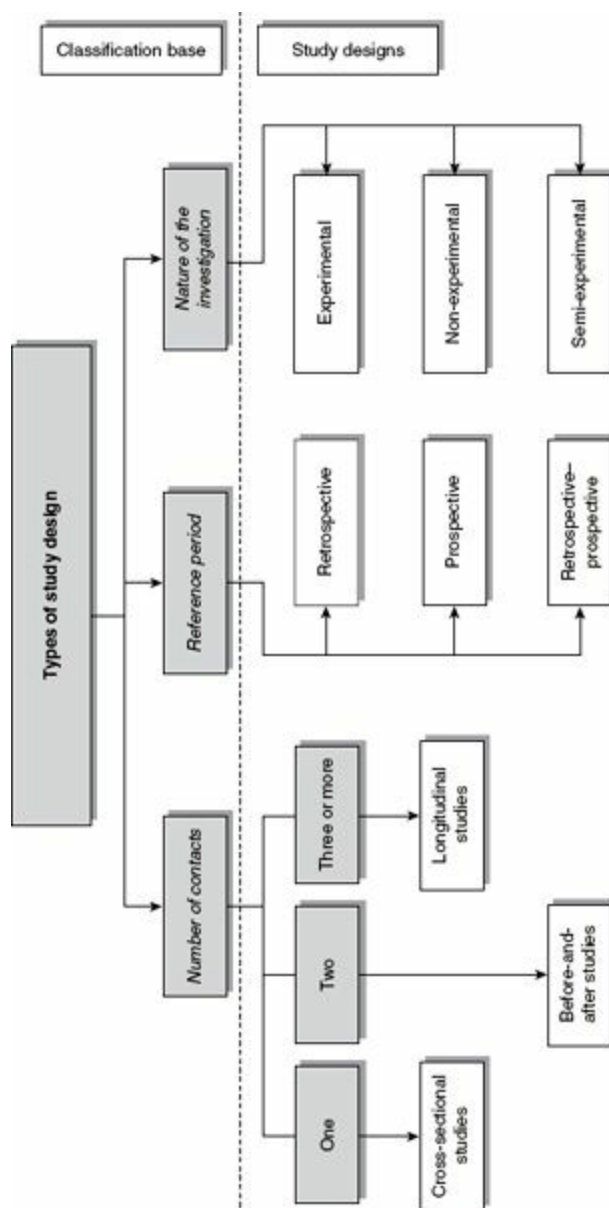 Types of study design
Classification base
Number of contacts
Reference period
Nature of the
investigation
Study designs
One
Two
Three or more
Retrospective
Experimental
Cross-sectional
studies
Longitudinal
studies
Prospective
Non-experimental
Before-and-
after studies
Retrospective–
prospective
Semi-experimental